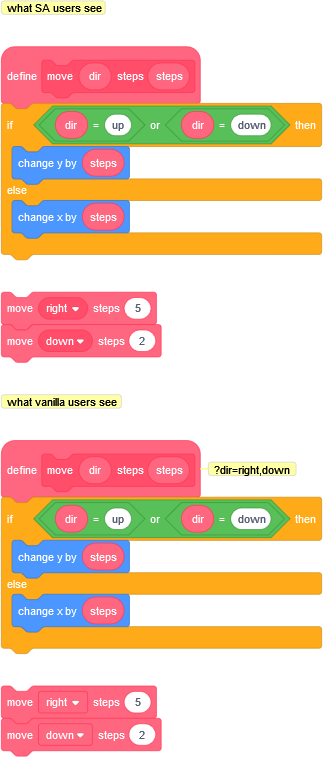 what SA users see
define move dir steps steps
if dir = up or dir = down then
change y by steps
else
change x by steps
move right steps 5
move down steps 2
what vanilla users see
define move dir steps steps
?dir=right,down
if dir = up or dir = down then
change y by steps
else
change x by steps
move right steps 5
move down steps 2